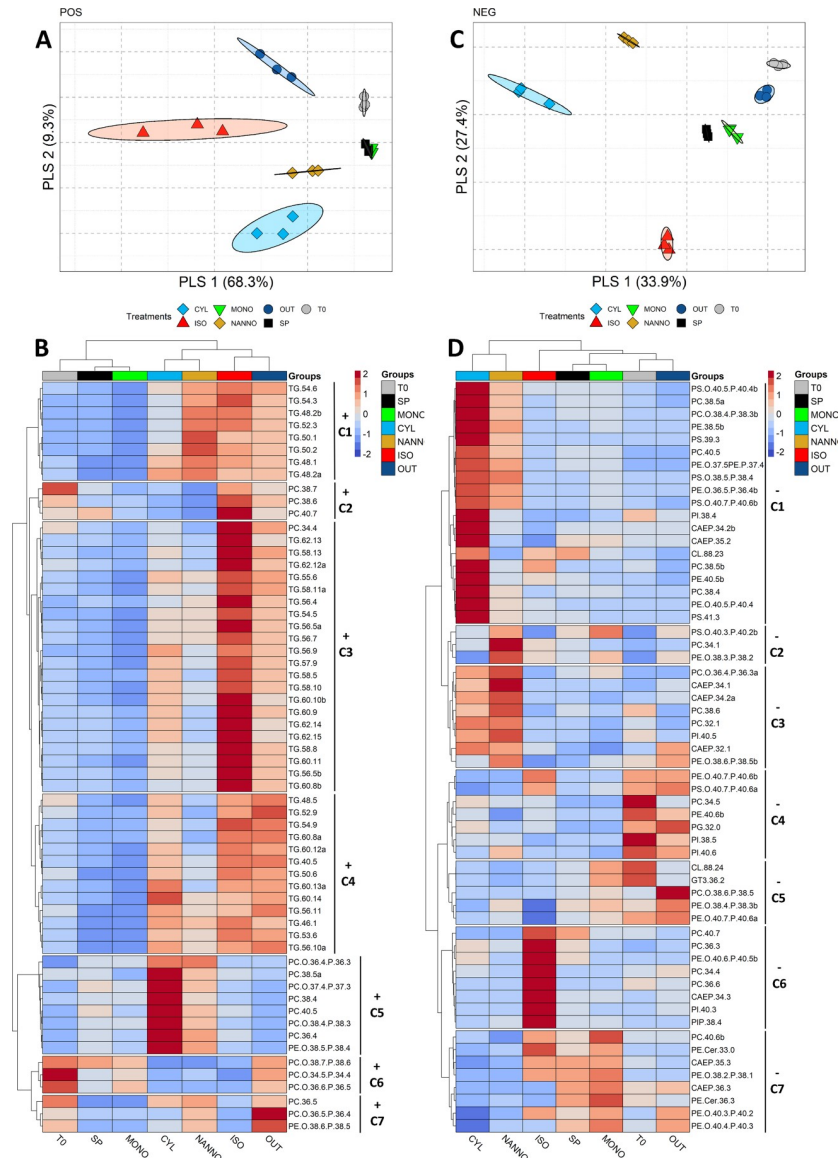 POS
A
PLS 2 (9.3%)
PLS 1 (68.3%)
Treatments
CYL
MONO
OUT
T0
ISO
NANNO
SP
NEG
C
PLS 2 (27.4%)
PLS 1 (33.9%)
Treatments
CYL
MONO
OUT
T0
ISO
NANNO
SP
B
Groups
TG.54.6
TG.54.3
TG.48.2b
TG.52.3
TG.50.1
TG.50.2
TG.48.1
TG.48.2a
+
C1
PC.38.7
PC.38.6
PC.40.7
+
C2
PC.34.4
TG.62.13
TG.58.13
TG.62.12a
TG.55.6
TG.58.11a
TG.56.4
TG.54.5
TG.56.5a
TG.56.7
TG.56.9
TG.57.9
TG.58.5
TG.58.10
TG.60.10b
TG.60.9
TG.62.14
TG.62.15
TG.58.8
TG.60.11
TG.56.5b
TG.60.8b
+
C3
TG.48.5
TG.52.9
TG.54.9
TG.60.8a
TG.60.12a
TG.40.5
TG.50.6
TG.60.13a
TG.60.14
TG.56.11
TG.46.1
TG.53.6
TG.56.10a
+
C4
PC.O.36.4.P.36.3
PC.38.5a
PC.O.37.4.P.37.3
PC.38.4
PC.40.5
PC.O.38.4.P.38.3
PC.36.4
PE.O.38.5.P.38.4
+
C5
PC.O.38.7.P.38.6
PC.O.34.5.P.34.4
PC.O.36.6.P.36.5
+
C6
PC.36.5
PC.O.36.5.P.36.4
PE.O.38.6.P.38.5
+
C7
T0
SP
MONO
CYL
NANNO
ISO
OUT
2
1
0
-1
-2
Groups
T0
SP
MONC
CYL
NANN
ISO
OUT
D
Groups
PS.O.40.5.P.40.4b
PC.38.5a
PC.O.38.4.P.38.3b
PE.38.5b
PS.39.3
PC.40.5
PE.O.37.5PE.P.37.4
PS.O.38.5.P.38.4
PE.O.36.5.P.36.4b
PS.O.40.7.P.40.6b
PI.38.4
CAEP.34.2b
CAEP.35.2
CL.88.23
PC.38.5b
PE.40.5b
PC.38.4
PE.O.40.5.P.40.4
PS.41.3
-
C1
PS.O.40.3.P.40.2b
PC.34.1
PE.O.38.3.P.38.2
-
C2
PC.O.36.4.P.36.3a
CAEP.34.1
CAEP.34.2a
PC.38.6
PC.32.1
PI.40.5
CAEP.32.1
PE.O.38.6.P.38.5b
-
C3
PE.O.40.7.P.40.6b
PS.O.40.7.P.40.6a
PC.34.5
PE.40.6b
PG.32.0
PI.38.5
PI.40.6
-
C4
CL.88.24
GT3.36.2
PC.O.38.6.P.38.5
PE.O.38.4.P.38.3b
PE.O.40.7.P.40.6a
-
C5
PC.40.7
PC.36.3
PE.O.40.6.P.40.5b
PC.34.4
PC.36.6
CAEP.34.3
PI.40.3
PIP.38.4
-
C6
PC.40.6b
PE.Cer.33.0
CAEP.35.3
PE.O.38.2.P.38.1
CAEP.36.3
PE.Cer.36.3
PE.O.40.3.P.40.2
PE.O.40.4.P.40.3
-
C7
CYL
NANNO
ISO
SP
MONO
T0
OUT
2
1
0
-1
-2
Groups
T0
SP
MONC
CYL
NANN
ISO
OUT